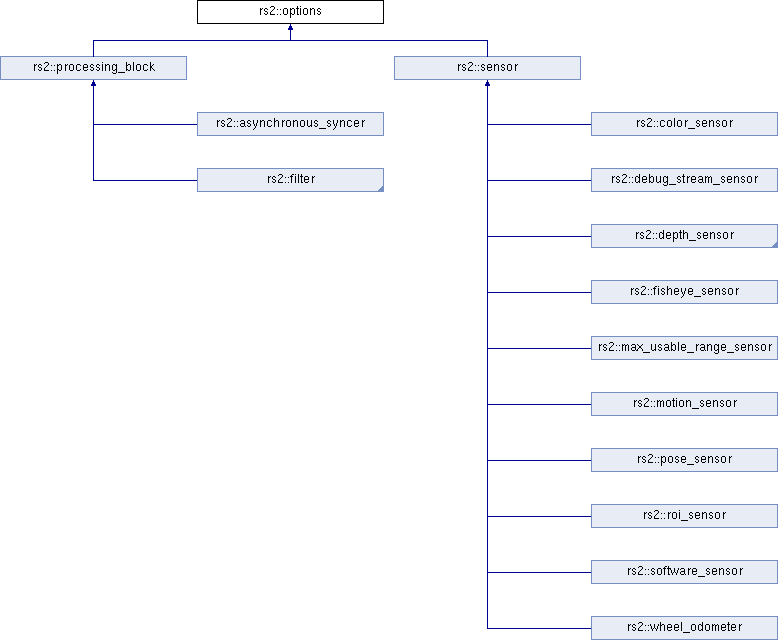 rs2::options
rs2::processing_block
rs2::sensor
rs2::asynchronous_syncer
rs2::color_sensor
rs2::filter
rs2::debug_stream_sensor
rs2::depth_sensor
rs2::fisheye_sensor
rs2::max_usable_range_sensor
rs2::motion_sensor
rs2::pose_sensor
rs2::roi_sensor
rs2::software_sensor
rs2::wheel_odometer